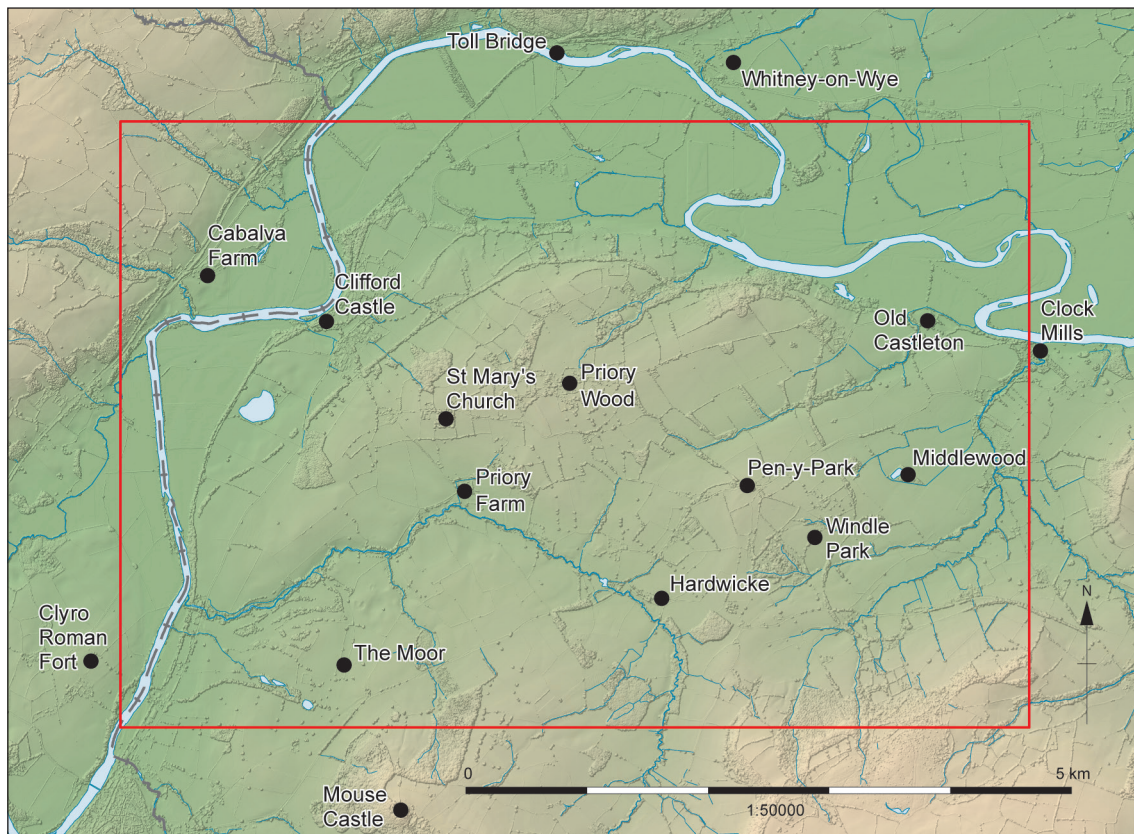 Toll Bridge
Whitney-on-Wye
Cabalva
Farm
Clifford
Castle
Old
Castleton
Clock
Mills
St Mary's
Church
Priory
Wood
Priory
Farm
Pen-y-Park
Middlewood
Windle
Park
Hardwicke
Clyro
Roman
Fort
The Moor
N
Mouse
Castle
0
5 km
1:50000